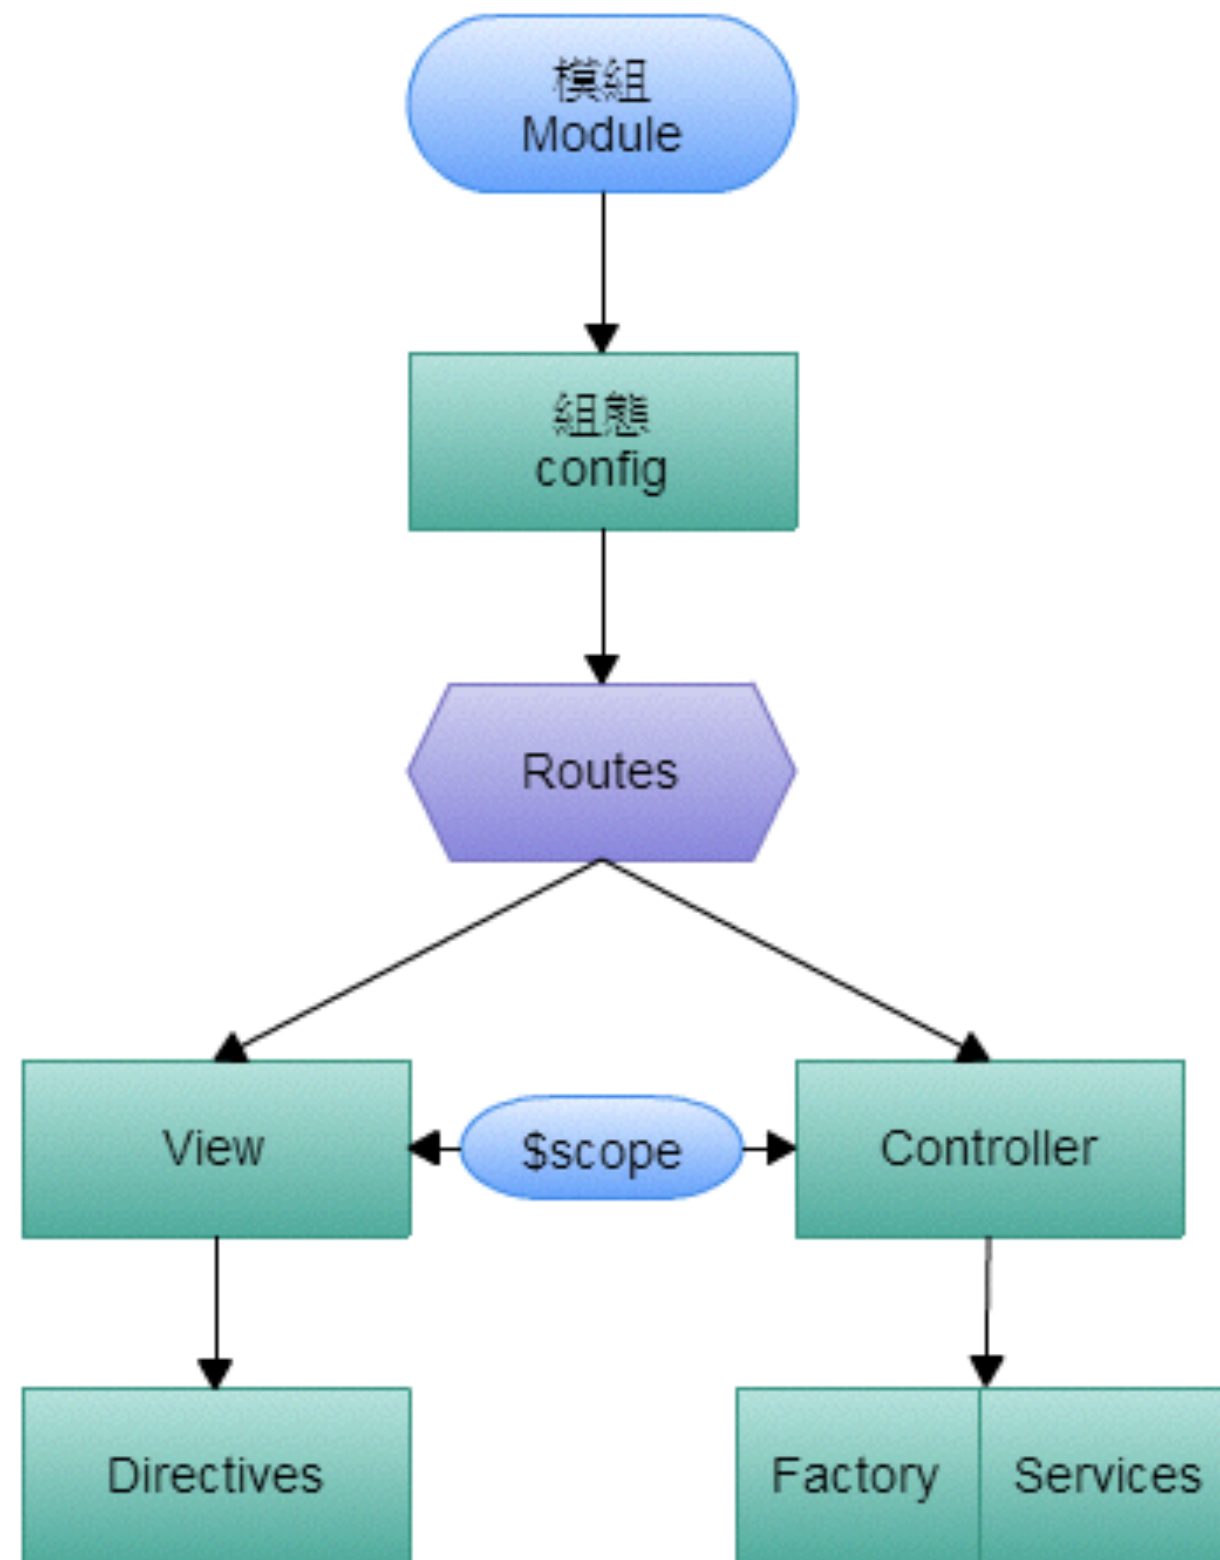 模組
Module
組態
config
Routes
View
$scope
Controller
Directives
Factory
Services